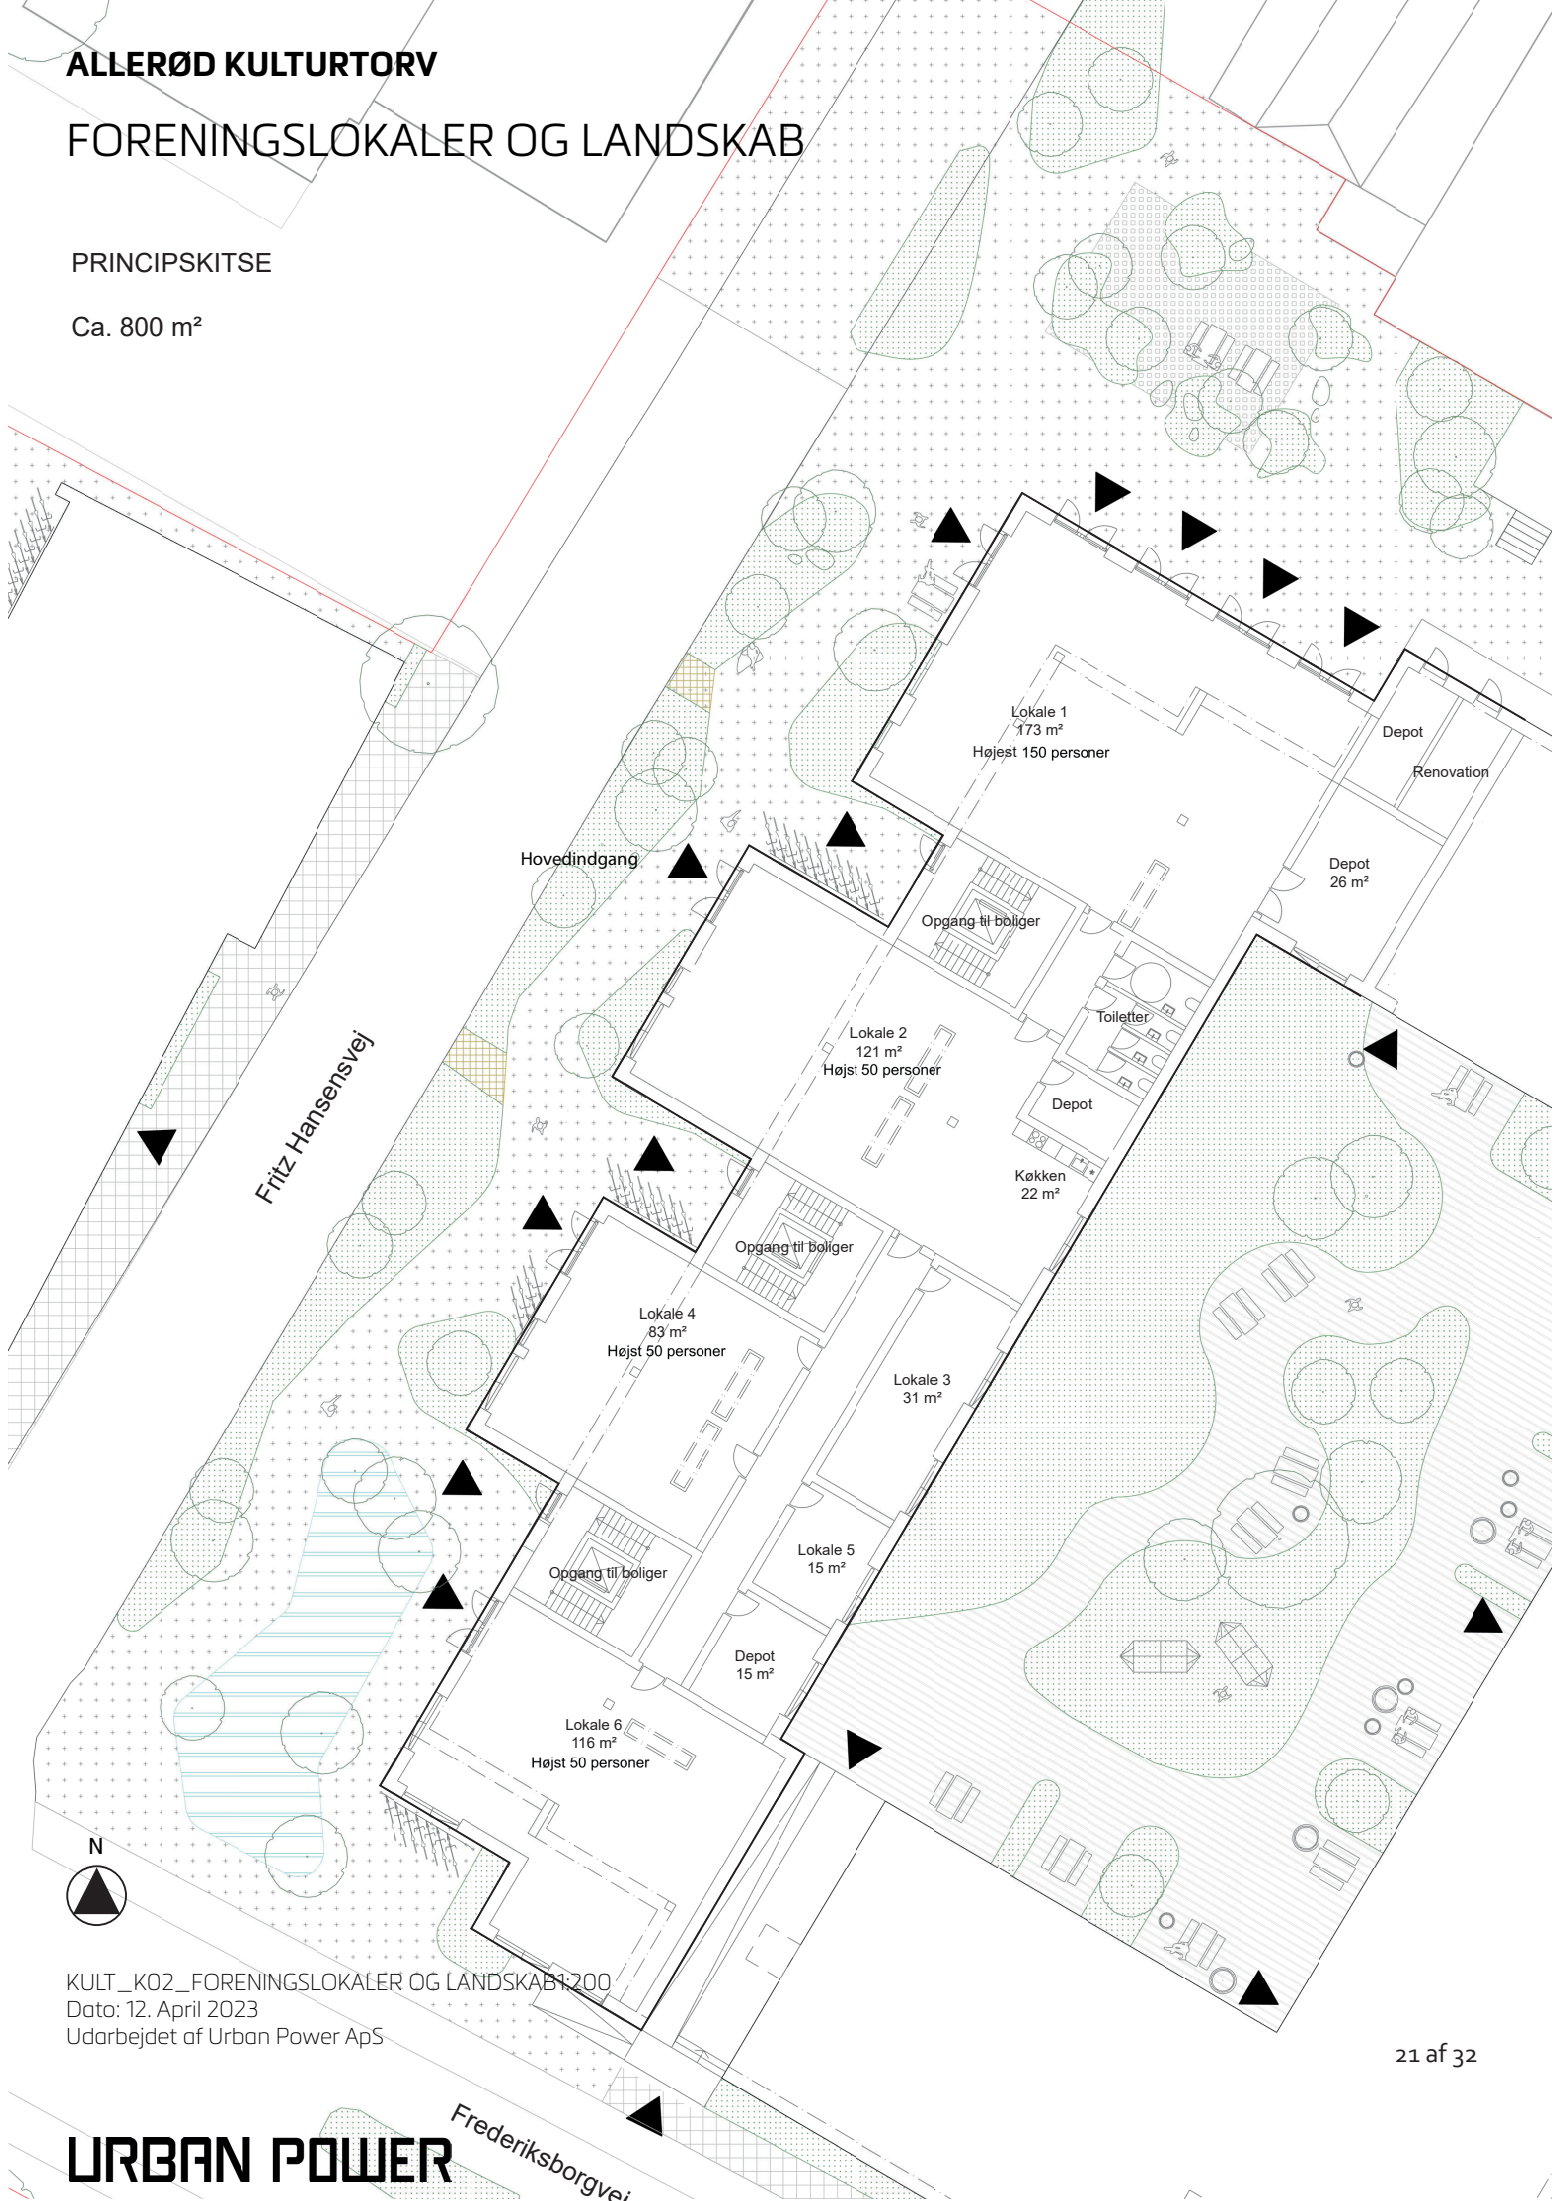 ALLERØD KULTURTORV
FORENINGSLOKALER OG LANDSKAB
PRINCIPSKITSE
Ca. 800 m²
Lokale 1
173 m²
Højest 150 personer
Depot
Renovation
Depot
26 m²
Hovedindgang
Opgang til boliger
Toiletter
Lokale 2
121 m²
Højst 50 personer
Depot
Køkken
22 m²
Fritz Hansensvej
Opgang til boliger
Lokale 4
83 m²
Højst 50 personer
Lokale 3
31 m²
Lokale 5
15 m²
Opgang til boliger
Depot
15 m²
Lokale 6
116 m²
Højst 50 personer
N
KULT_K02_FORENINGSLOKALER OG LANDSKAB1:200
Dato: 12. April 2023
Udarbejdet af Urban Power ApS
21 af 32
URBAN POWER
Frederiksborgvej